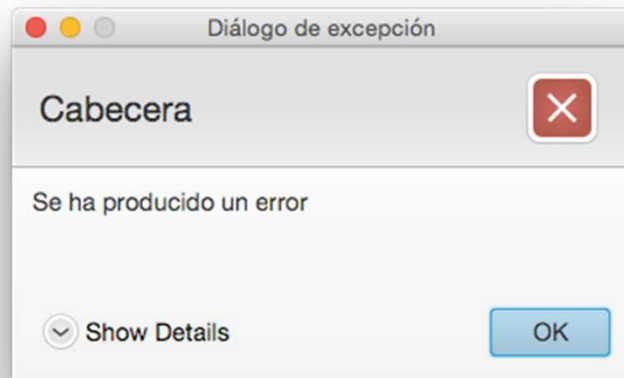 Diálogo de excepción
Cabecera
Se ha producido un error
Show Details
OK